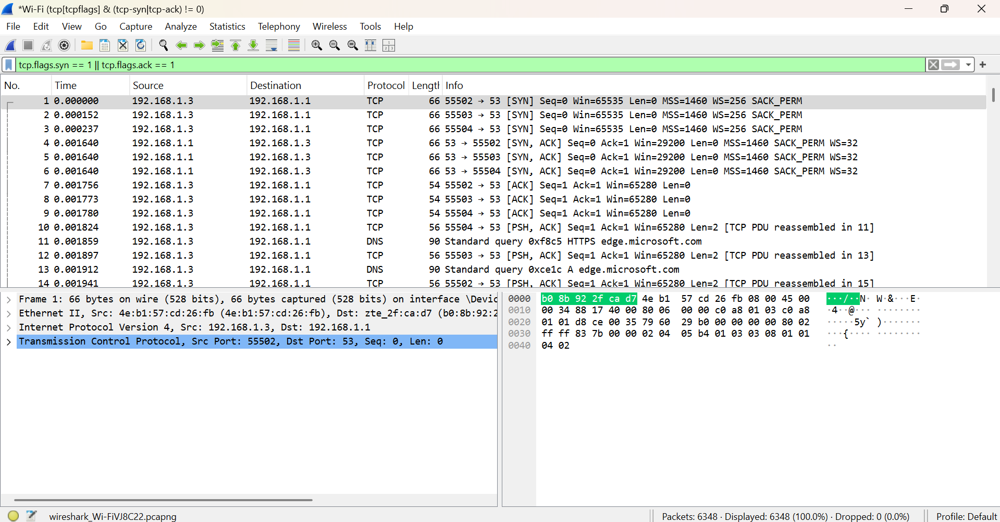 *Wi-Fi (tcp[tcpflags] & (tcp-syn|tcp-ack) != 0)
File Edit View Go Capture Analyze Statistics Telephony Wireless Tools Help
tcp.flags.syn == 1 || tcp.flags.ack == 1
No. Time Source Destination Protocol Length Info
1 0.000000 192.168.1.3 192.168.1.1 TCP 66 55502 → 53 [SYN] Seq=0 Win=65535 Len=0 MSS=1460 WS=256 SACK_PERM
2 0.000152 192.168.1.3 192.168.1.1 TCP 66 55503 → 53 [SYN] Seq=0 Win=65535 Len=0 MSS=1460 WS=256 SACK_PERM
3 0.000237 192.168.1.3 192.168.1.1 TCP 66 55504 → 53 [SYN] Seq=0 Win=65535 Len=0 MSS=1460 WS=256 SACK_PERM
4 0.001640 192.168.1.1 192.168.1.3 TCP 66 53 → 55502 [SYN, ACK] Seq=0 Ack=1 Win=29200 Len=0 MSS=1460 SACK_PERM WS=32
5 0.001640 192.168.1.1 192.168.1.3 TCP 66 53 → 55503 [SYN, ACK] Seq=0 Ack=1 Win=29200 Len=0 MSS=1460 SACK_PERM WS=32
6 0.001640 192.168.1.1 192.168.1.3 TCP 66 53 → 55504 [SYN, ACK] Seq=0 Ack=1 Win=29200 Len=0 MSS=1460 SACK_PERM WS=32
7 0.001756 192.168.1.3 192.168.1.1 TCP 54 55502 → 53 [ACK] Seq=1 Ack=1 Win=65280 Len=0
8 0.001773 192.168.1.3 192.168.1.1 TCP 54 55503 → 53 [ACK] Seq=1 Ack=1 Win=65280 Len=0
9 0.001780 192.168.1.3 192.168.1.1 TCP 54 55504 → 53 [ACK] Seq=1 Ack=1 Win=65280 Len=0
10 0.001824 192.168.1.3 192.168.1.1 TCP 56 55504 → 53 [PSH, ACK] Seq=1 Ack=1 Win=65280 Len=2 [TCP PDU reassembled in 11]
11 0.001859 192.168.1.3 192.168.1.1 DNS 90 Standard query 0xf8c5 HTTPS edge.microsoft.com
12 0.001897 192.168.1.3 192.168.1.1 TCP 56 55503 → 53 [PSH, ACK] Seq=1 Ack=1 Win=65280 Len=2 [TCP PDU reassembled in 13]
13 0.001912 192.168.1.3 192.168.1.1 DNS 90 Standard query 0xce1c A edge.microsoft.com
14 0.001941 192.168.1.3 192.168.1.1 TCP 56 55502 → 53 [PSH, ACK] Seq=1 Ack=1 Win=65280 Len=2 [TCP PDU reassembled in 15]
Frame 1: 66 bytes on wire (528 bits), 66 bytes captured (528 bits) on interface \Devic
Ethernet II, Src: 4e:b1:57:cd:26:fb (4e:b1:57:cd:26:fb), Dst: zte_2f:ca:d7 (b0:8b:92:2
Internet Protocol Version 4, Src: 192.168.1.3, Dst: 192.168.1.1
Transmission Control Protocol, Src Port: 55502, Dst Port: 53, Seq: 0, Len: 0
0000 b0 8b 92 2f ca d7 4e b1 57 cd 26 fb 08 00 45 00 ···/··N· W·&···E·
0010 00 34 88 17 40 00 80 06 00 00 c0 a8 01 03 c0 a8 ·4··@··· ········
0020 01 01 d8 ce 00 35 79 60 29 b0 00 00 00 00 80 02 ·····5y` )·······
0030 ff ff 83 7b 00 00 02 04 05 b4 01 03 03 08 01 01 ···{···· ········
0040 04 02 ··
wireshark_Wi-FiVJ8C22.pcapng
Packets: 6348 · Displayed: 6348 (100.0%) · Dropped: 0 (0.0%)
Profile: Default